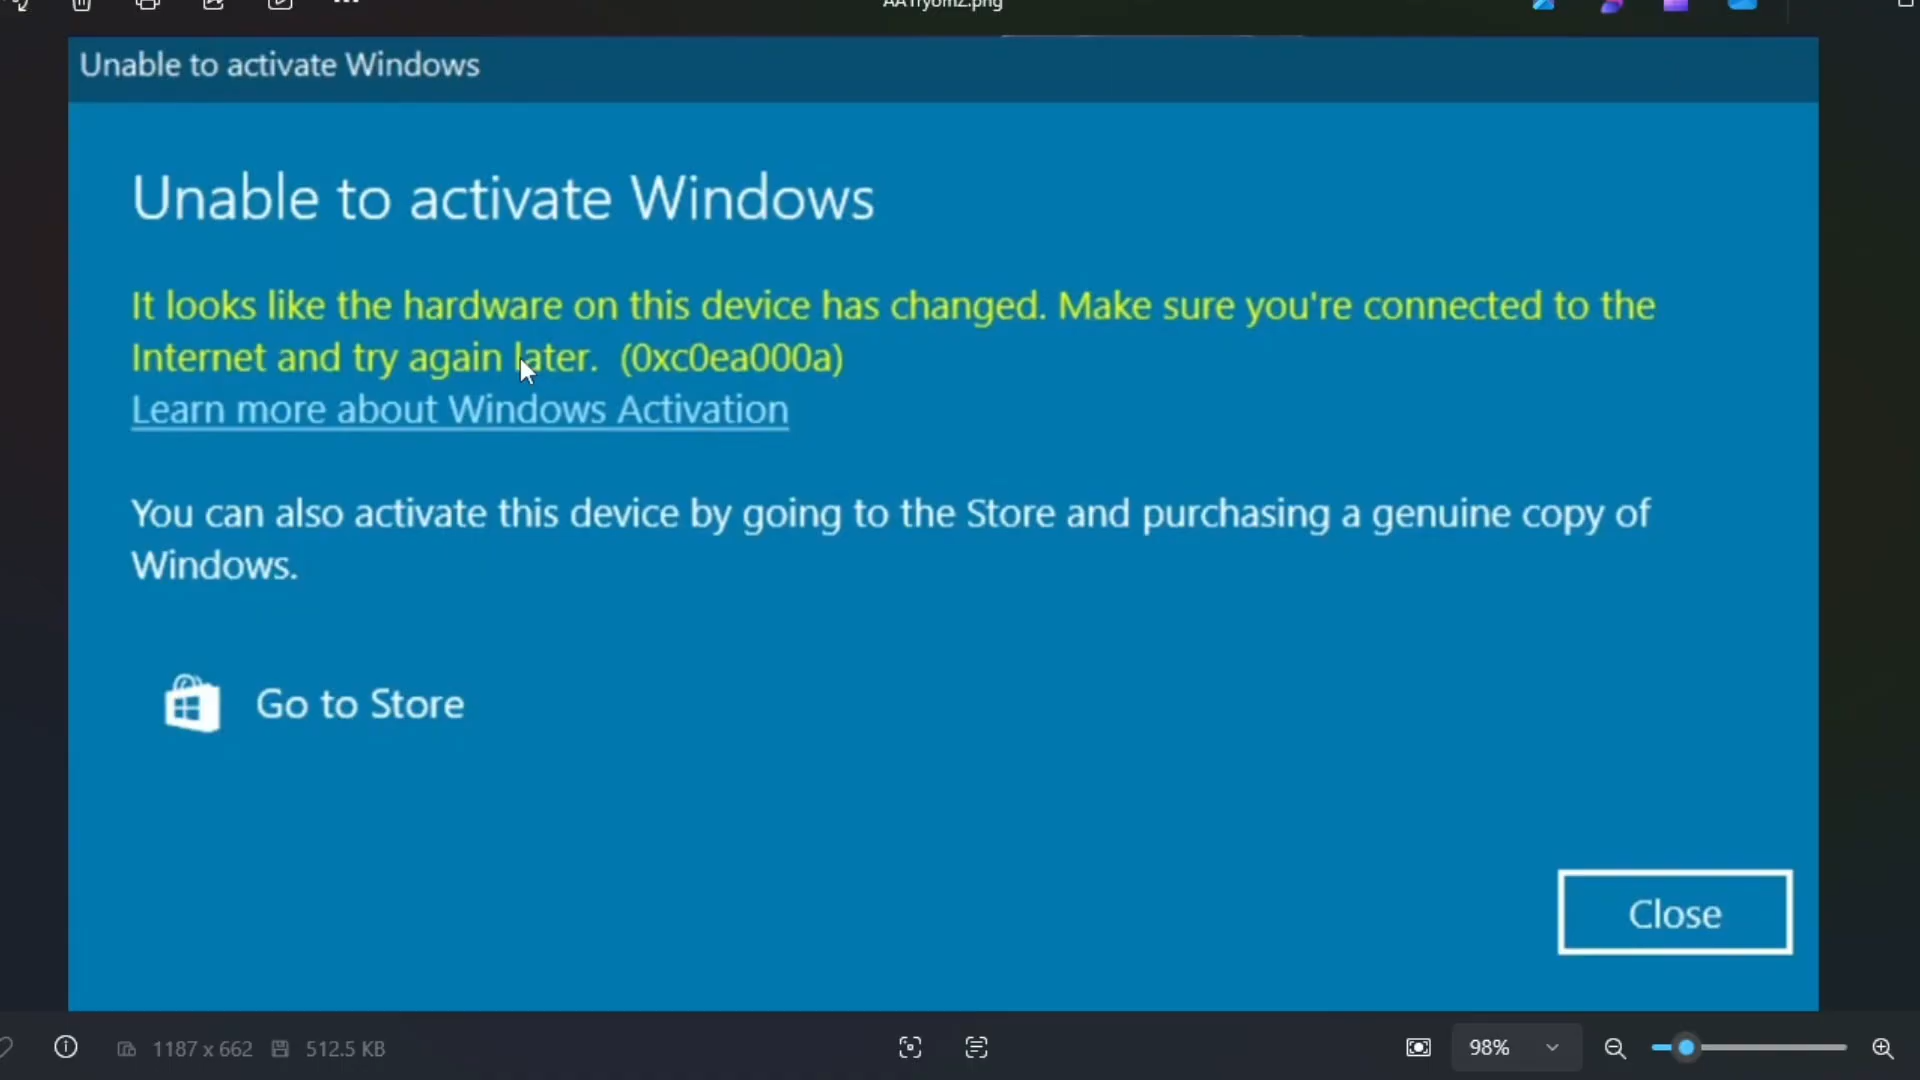 Unable to activate Windows
Unable to activate Windows
It looks like the hardware on this device has changed. Make sure you're connected to the
Internet and try again later.  (0xc0ea000a)
Learn more about Windows Activation
You can also activate this device by going to the Store and purchasing a genuine copy of
Windows.
Go to Store
Close
1187 x 662 512.5 KB 98%